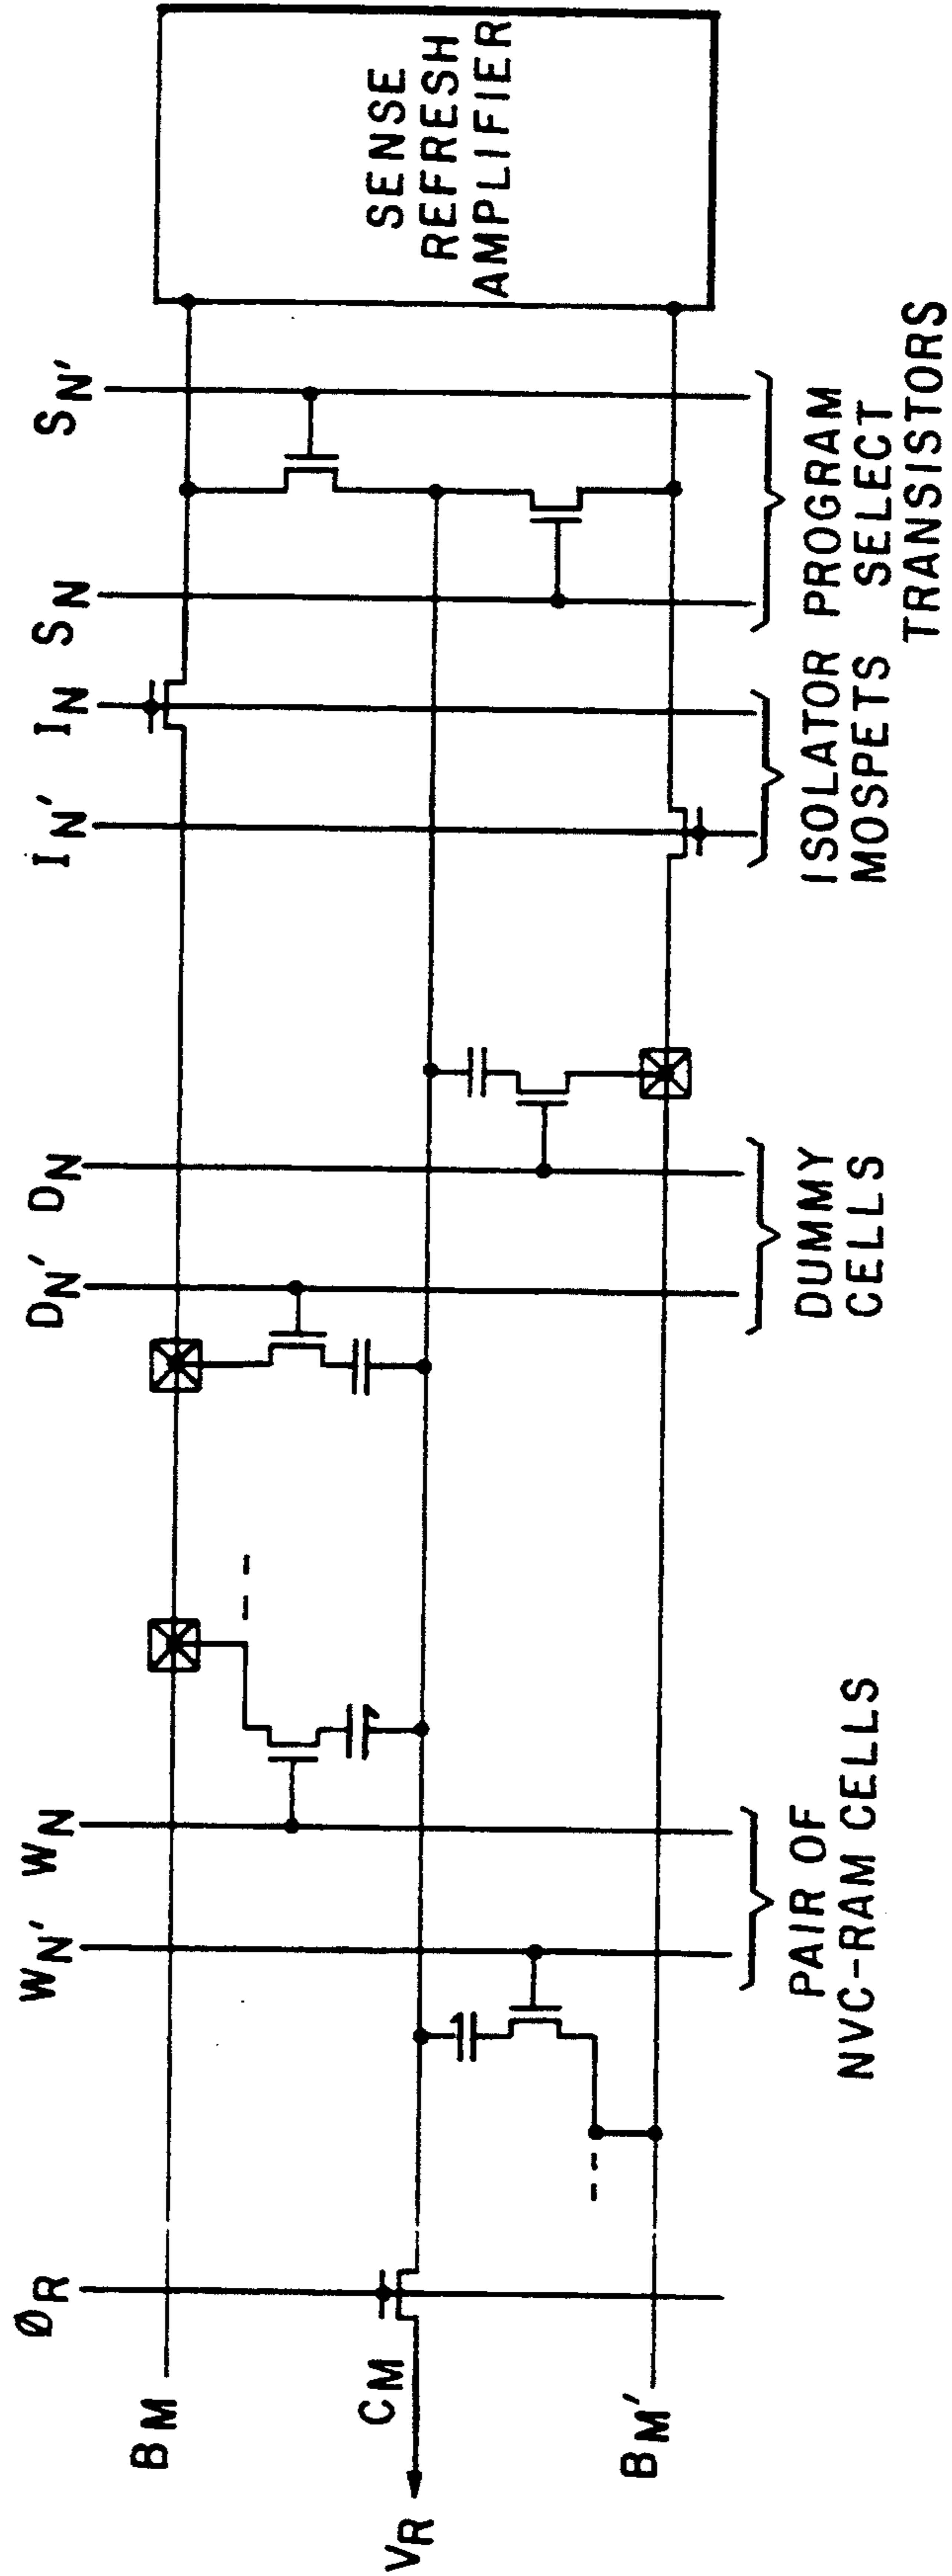 ØR
WN' WN
DN' DN
IN' IN SN SN'
BM
CM
VR
BM'
SENSE
REFRESH
AMPLIFIER
PAIR OF
NVC-RAM CELLS
DUMMY
CELLS
ISOLATOR
MOSPETS
PROGRAM
SELECT
TRANSISTORS